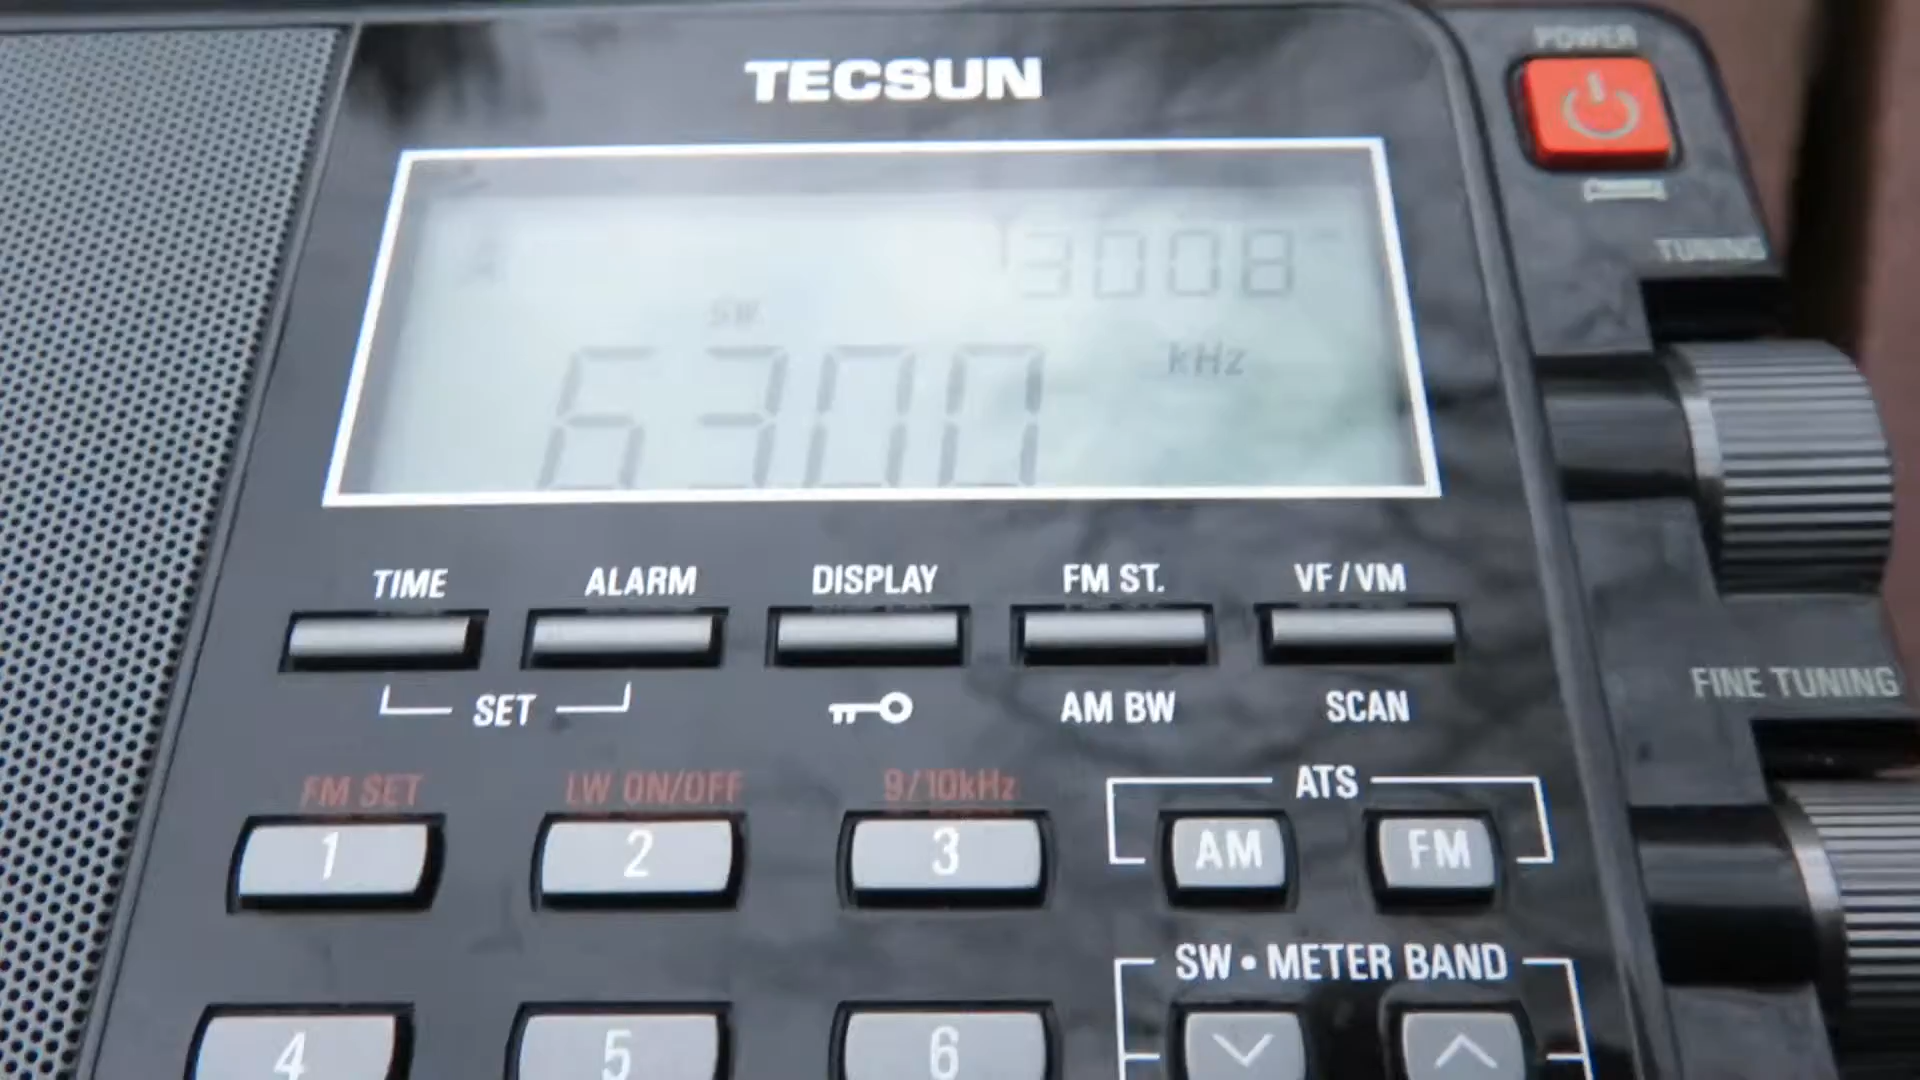 POWER
TECSUN
TUNING
3008
SW
6300 kHz
TIME ALARM DISPLAY FM ST. VF/VM
SET AM BW SCAN
FINE TUNING
FM SET LW ON/OFF 9/10kHz ATS
1 2 3 AM FM
SW•METER BAND
4 5 6